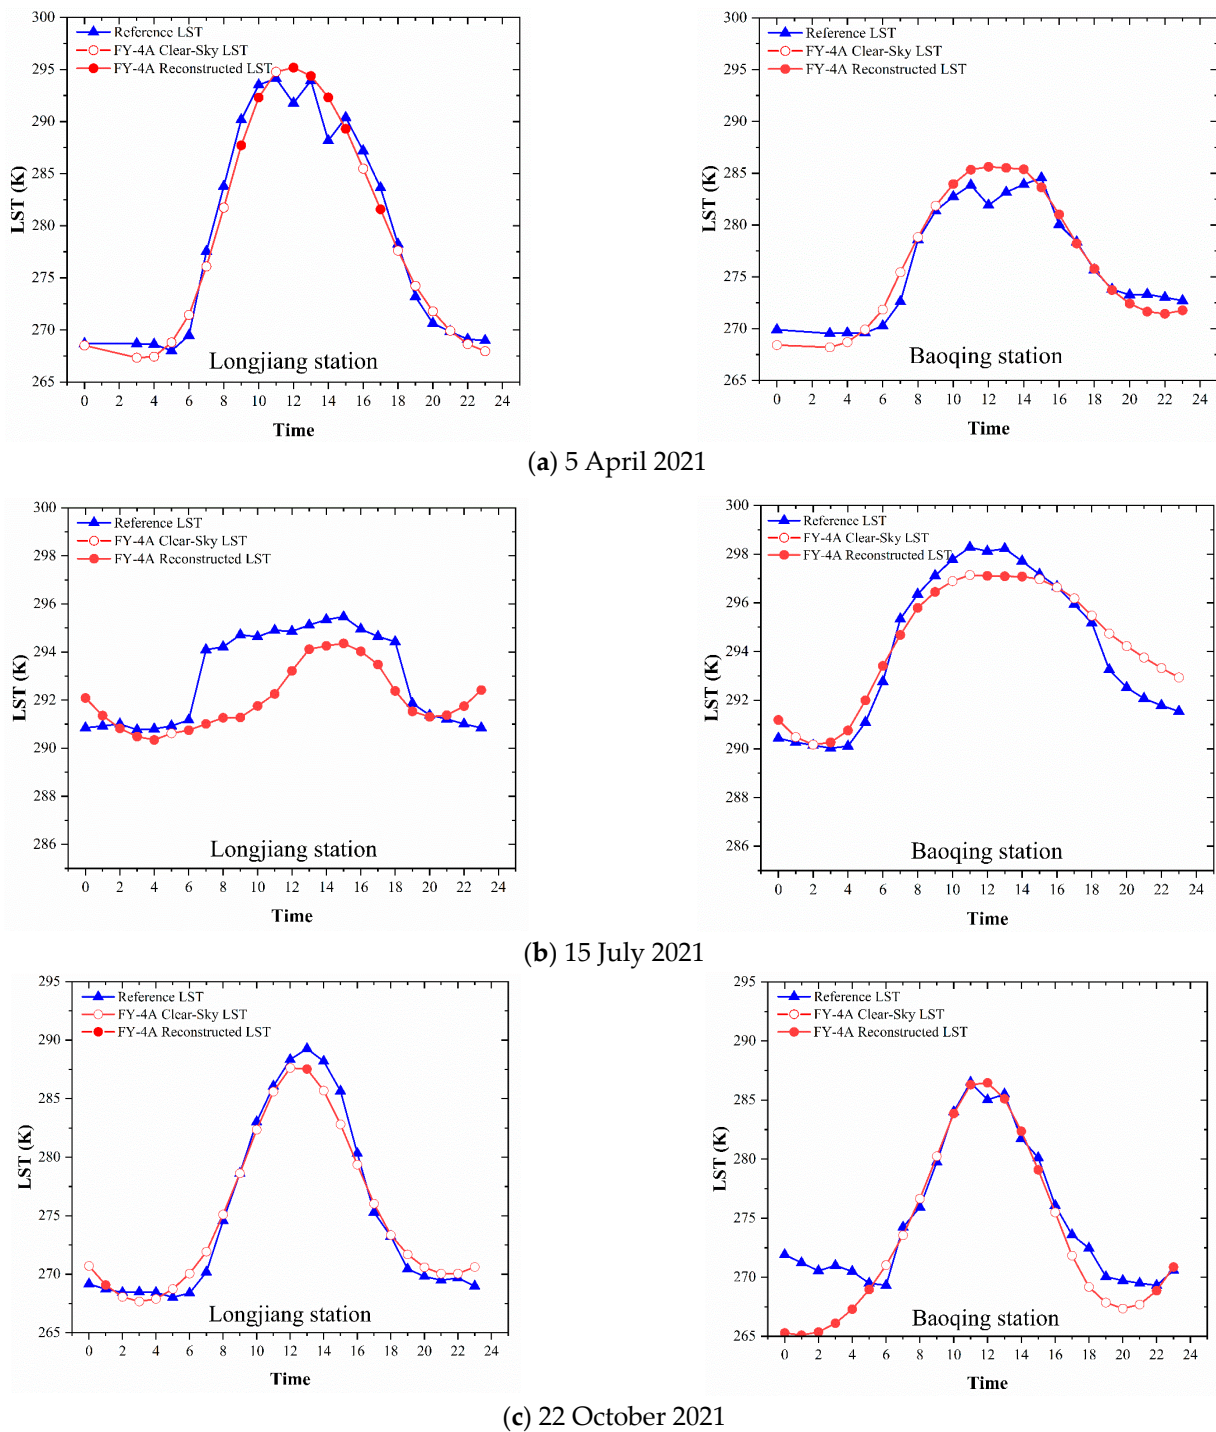 Reference LST
FY-4A Clear-Sky LST
FY-4A Reconstructed LST
LST (K)
300
295
290
285
280
275
270
265
0 2 4 6 8 10 12 14 16 18 20 22 24
Longjiang station
Time
Reference LST
FY-4A Clear-Sky LST
FY-4A Reconstructed LST
LST (K)
300
295
290
285
280
275
270
265
0 2 4 6 8 10 12 14 16 18 20 22 24
Baoqing station
Time
(a) 5 April 2021
Reference LST
FY-4A Clear-Sky LST
FY-4A Reconstructed LST
LST (K)
300
298
296
294
292
290
288
286
0 2 4 6 8 10 12 14 16 18 20 22 24
Longjiang station
Time
Reference LST
FY-4A Clear-Sky LST
FY-4A Reconstructed LST
LST (K)
300
298
296
294
292
290
288
286
0 2 4 6 8 10 12 14 16 18 20 22 24
Baoqing station
Time
(b) 15 July 2021
Reference LST
FY-4A Clear-Sky LST
FY-4A Reconstructed LST
LST (K)
295
290
285
280
275
270
265
0 2 4 6 8 10 12 14 16 18 20 22 24
Longjiang station
Time
Reference LST
FY-4A Clear-Sky LST
FY-4A Reconstructed LST
LST (K)
295
290
285
280
275
270
265
0 2 4 6 8 10 12 14 16 18 20 22 24
Baoqing station
Time
(c) 22 October 2021